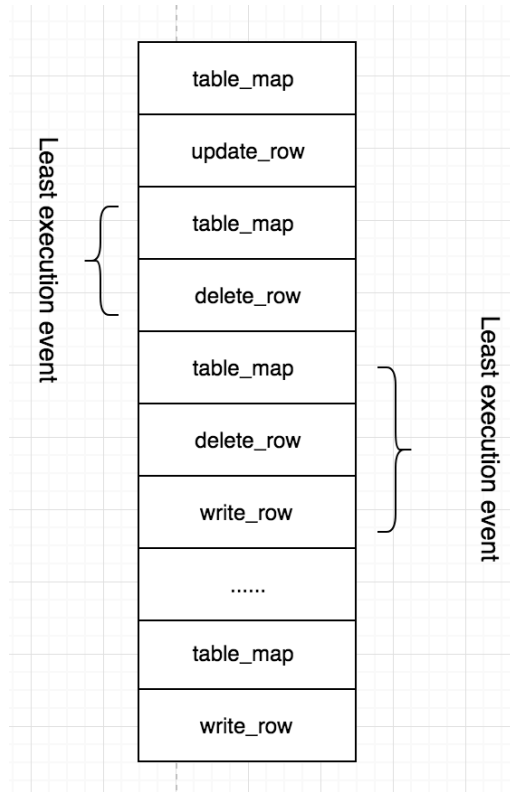 table_map
update_row
table_map
delete_row
table_map
delete_row
write_row
......
table_map
write_row
Least execution event
Least execution event